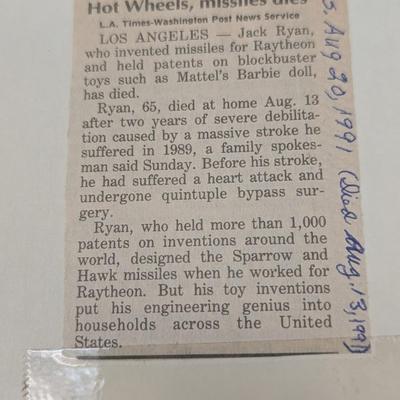 Hot Wheels, missiles dies
L.A. Times-Washington Post News Service
LOS ANGELES — Jack Ryan,
who invented missiles for Raytheon
and held patents on blockbuster
toys such as Mattel's Barbie doll,
has died.
Ryan, 65, died at home Aug. 13
after two years of severe debilita-
tion caused by a massive stroke he
suffered in 1989, a family spokes-
man said Sunday. Before his stroke,
he had suffered a heart attack and
undergone quintuple bypass sur-
gery.
Ryan, who held more than 1,000
patents on inventions around the
world, designed the Sparrow and
Hawk missiles when he worked for
Raytheon. But his toy inventions
put his engineering genius into
households across the United
States.
Aug 20, 1991 (Died Aug 13, 1991)